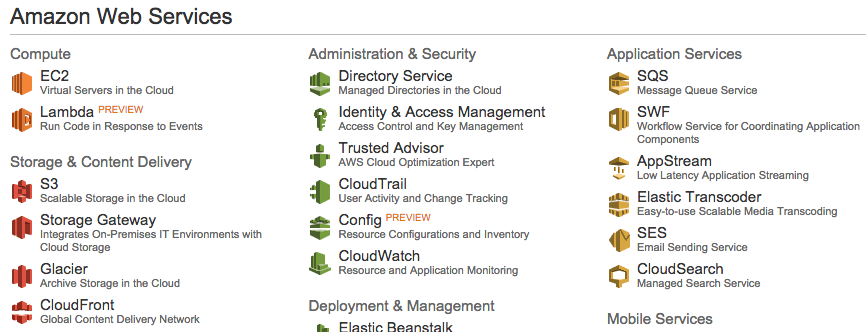 Amazon Web Services
Compute
EC2
Virtual Servers in the Cloud
Lambda PREVIEW
Run Code in Response to Events
Storage & Content Delivery
S3
Scalable Storage in the Cloud
Storage Gateway
Integrates On-Premises IT Environments with
Cloud Storage
Glacier
Archive Storage in the Cloud
CloudFront
Global Content Delivery Network
Administration & Security
Directory Service
Managed Directories in the Cloud
Identity & Access Management
Access Control and Key Management
Trusted Advisor
AWS Cloud Optimization Expert
CloudTrail
User Activity and Change Tracking
Config PREVIEW
Resource Configurations and Inventory
CloudWatch
Resource and Application Monitoring
Deployment & Management
Elastic Beanstalk
Application Services
SQS
Message Queue Service
SWF
Workflow Service for Coordinating Application
Components
AppStream
Low Latency Application Streaming
Elastic Transcoder
Easy-to-use Scalable Media Transcoding
SES
Email Sending Service
CloudSearch
Managed Search Service
Mobile Services